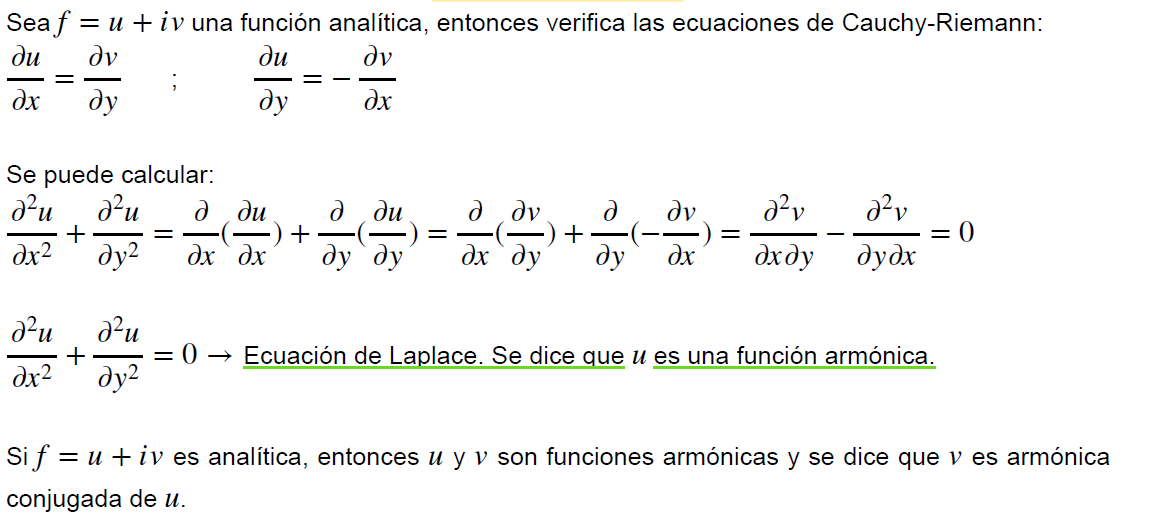 Sea f = u + iv una función analítica, entonces verifica las ecuaciones de Cauchy-Riemann:
∂u/∂x = ∂v/∂y ; ∂u/∂y = − ∂v/∂x
Se puede calcular:
∂²u/∂x² + ∂²u/∂y² = ∂/∂x(∂u/∂x) + ∂/∂y(∂u/∂y) = ∂/∂x(∂v/∂y) + ∂/∂y(−∂v/∂x) = ∂²v/∂x∂y − ∂²v/∂y∂x = 0
∂²u/∂x² + ∂²u/∂y² = 0 → Ecuación de Laplace. Se dice que u es una función armónica.
Si f = u + iv es analítica, entonces u y v son funciones armónicas y se dice que v es armónica
conjugada de u.